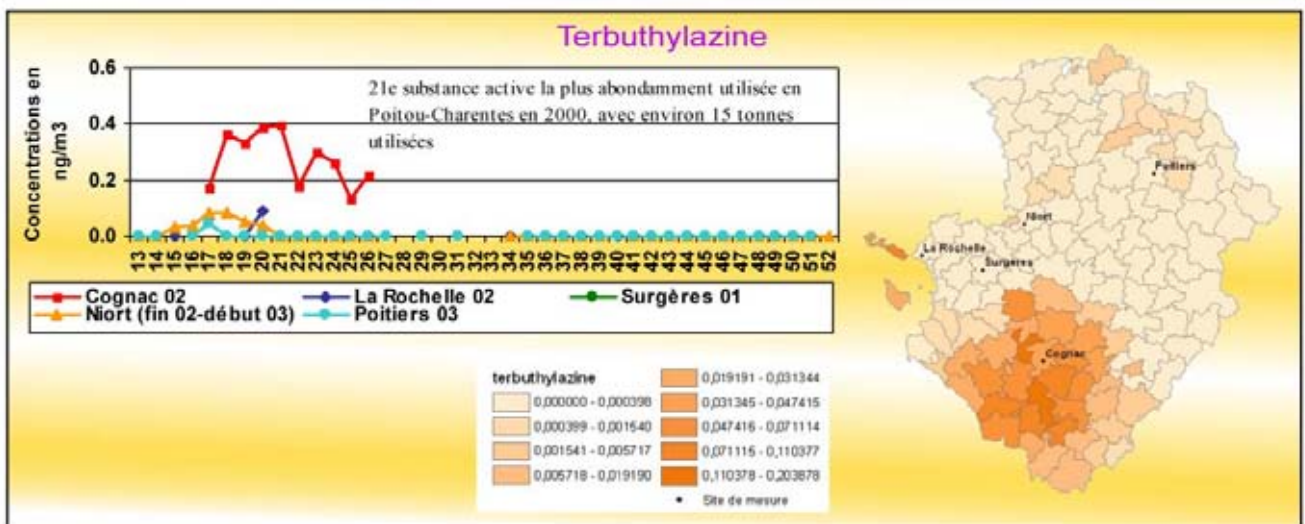 Terbuthylazine
Concentrations en
ng/m3
0.6
0.4
0.2
0.0
21e substance active la plus abondamment utilisée en
Poitou-Charentes en 2000, avec environ 15 tonnes
utilisées
13 14 15 16 17 18 19 20 21 22 23 24 25 26 27 28 29 30 31 32 33 34 35 36 37 38 39 40 41 42 43 44 45 46 47 48 49 50 51 52
Cognac 02 La Rochelle 02 Surgères 01
Niort (fin 02-début 03) Poitiers 03
Poitiers
Niort
La Rochelle
Surgères
Cognac
terbuthylazine
0,000000 - 0,000398
0,000399 - 0,001540
0,001541 - 0,005717
0,005718 - 0,019190
0,019191 - 0,031344
0,031345 - 0,047415
0,047416 - 0,071114
0,071115 - 0,110377
0,110378 - 0,203878
Site de mesure